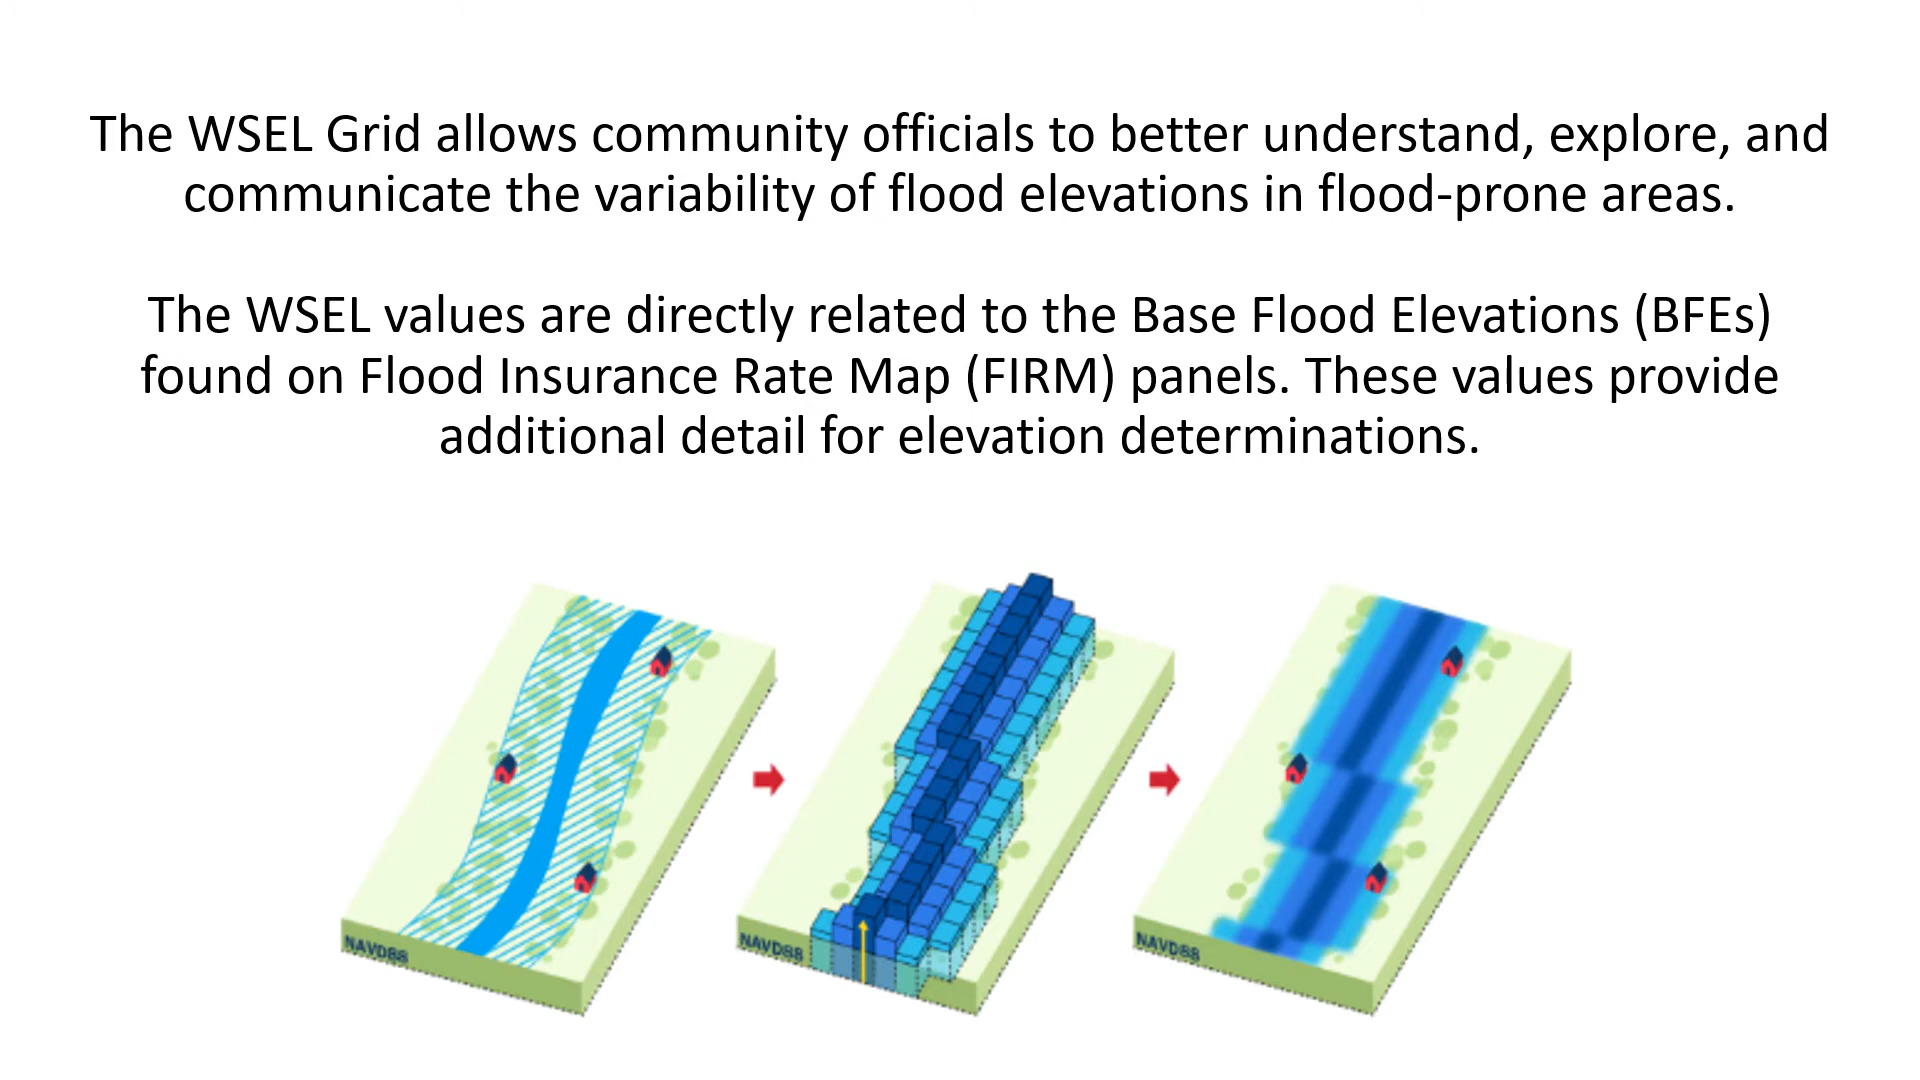 The WSEL Grid allows community officials to better understand, explore, and
communicate the variability of flood elevations in flood-prone areas.
The WSEL values are directly related to the Base Flood Elevations (BFEs)
found on Flood Insurance Rate Map (FIRM) panels. These values provide
additional detail for elevation determinations.
NAVD88
NAVD88
NAVD88